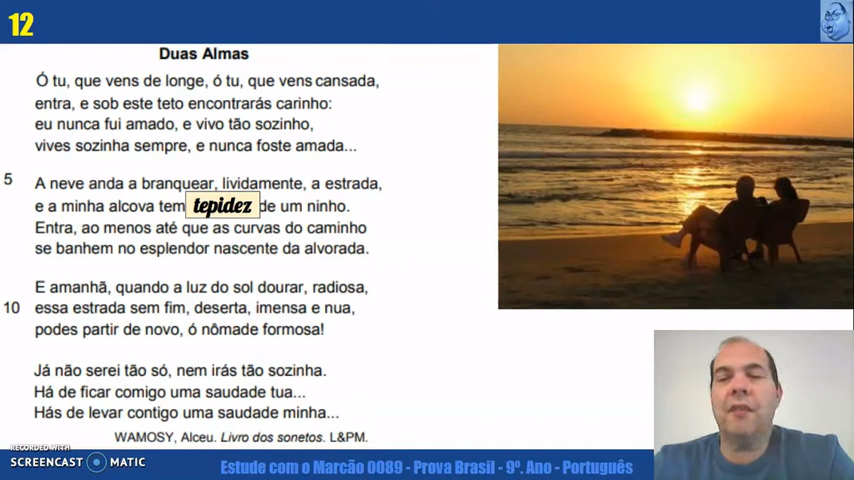 12
Duas Almas
Ó tu, que vens de longe, ó tu, que vens cansada,
entra, e sob este teto encontrarás carinho:
eu nunca fui amado, e vivo tão sozinho,
vives sozinha sempre, e nunca foste amada...
5 A neve anda a branquear, lividamente, a estrada,
e a minha alcova tem tepidez de um ninho.
Entra, ao menos até que as curvas do caminho
se banhem no esplendor nascente da alvorada.
E amanhã, quando a luz do sol dourar, radiosa,
10 essa estrada sem fim, deserta, imensa e nua,
podes partir de novo, ó nômade formosa!
Já não serei tão só, nem irás tão sozinha.
Há de ficar comigo uma saudade tua...
Hás de levar contigo uma saudade minha...
WAMOSY, Alceu. Livro dos sonetos. L&PM.
RECORDED WITH
SCREENCAST MATIC
Estude com o Marcão 0089 - Prova Brasil - 9º. Ano - Português